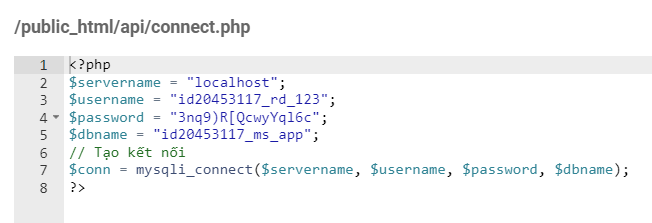 /public_html/api/connect.php
1 <?php
2 $servername = "localhost";
3 $username = "id20453117_rd_123";
4 $password = "3nq9)R[QcwyYql6c";
5 $dbname = "id20453117_ms_app";
6 // Tạo kết nối
7 $conn = mysqli_connect($servername, $username, $password, $dbname);
8 ?>